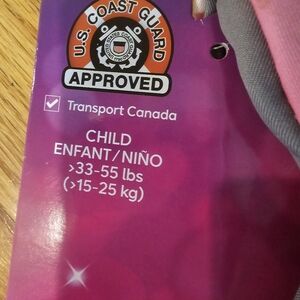 U.S. COAST GUARD
APPROVED
Transport Canada
CHILD
ENFANT/NIÑO
>33-55 lbs
(>15-25 kg)